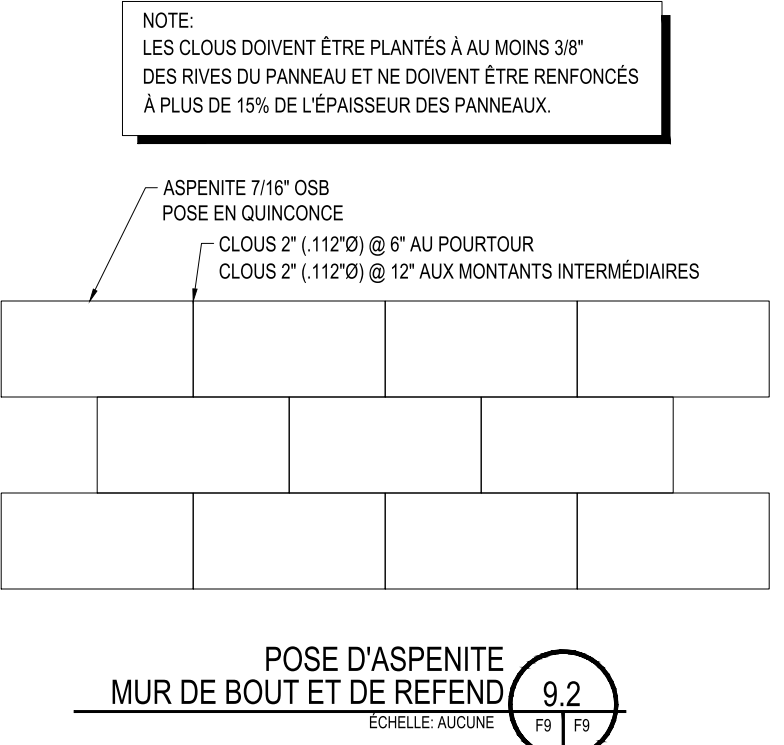 NOTE:
LES CLOUS DOIVENT ÊTRE PLANTÉS À AU MOINS 3/8"
DES RIVES DU PANNEAU ET NE DOIVENT ÊTRE RENFONCÉS
À PLUS DE 15% DE L'ÉPAISSEUR DES PANNEAUX.
ASPENITE 7/16" OSB
POSE EN QUINCONCE
CLOUS 2" (.112"Ø) @ 6" AU POURTOUR
CLOUS 2" (.112"Ø) @ 12" AUX MONTANTS INTERMÉDIAIRES
POSE D'ASPENITE
MUR DE BOUT ET DE REFEND
9.2
ÉCHELLE: AUCUNE
F9 F9